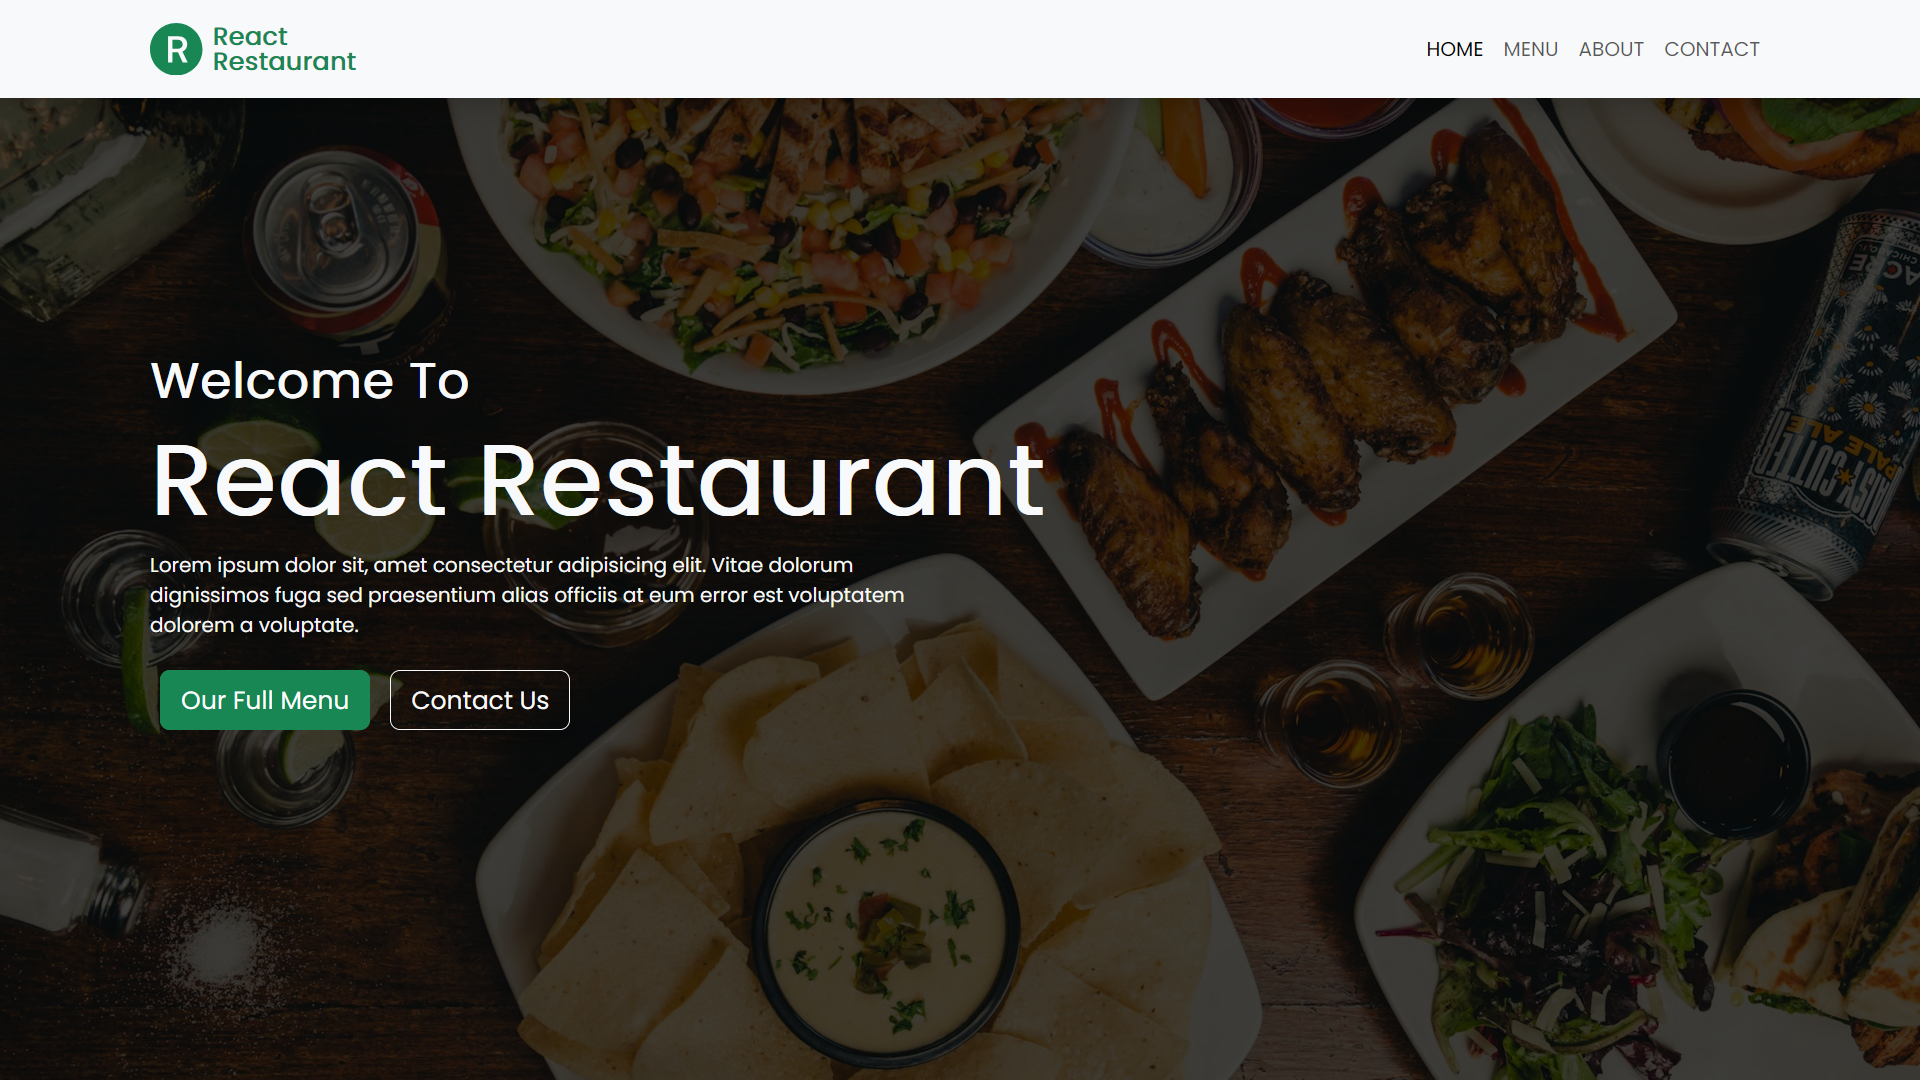 R
React
Restaurant
HOME MENU ABOUT CONTACT
Welcome To
React Restaurant
Lorem ipsum dolor sit, amet consectetur adipisicing elit. Vitae dolorum
dignissimos fuga sed praesentium alias officiis at eum error est voluptatem
dolorem a voluptate.
Our Full Menu
Contact Us
PALE ALE